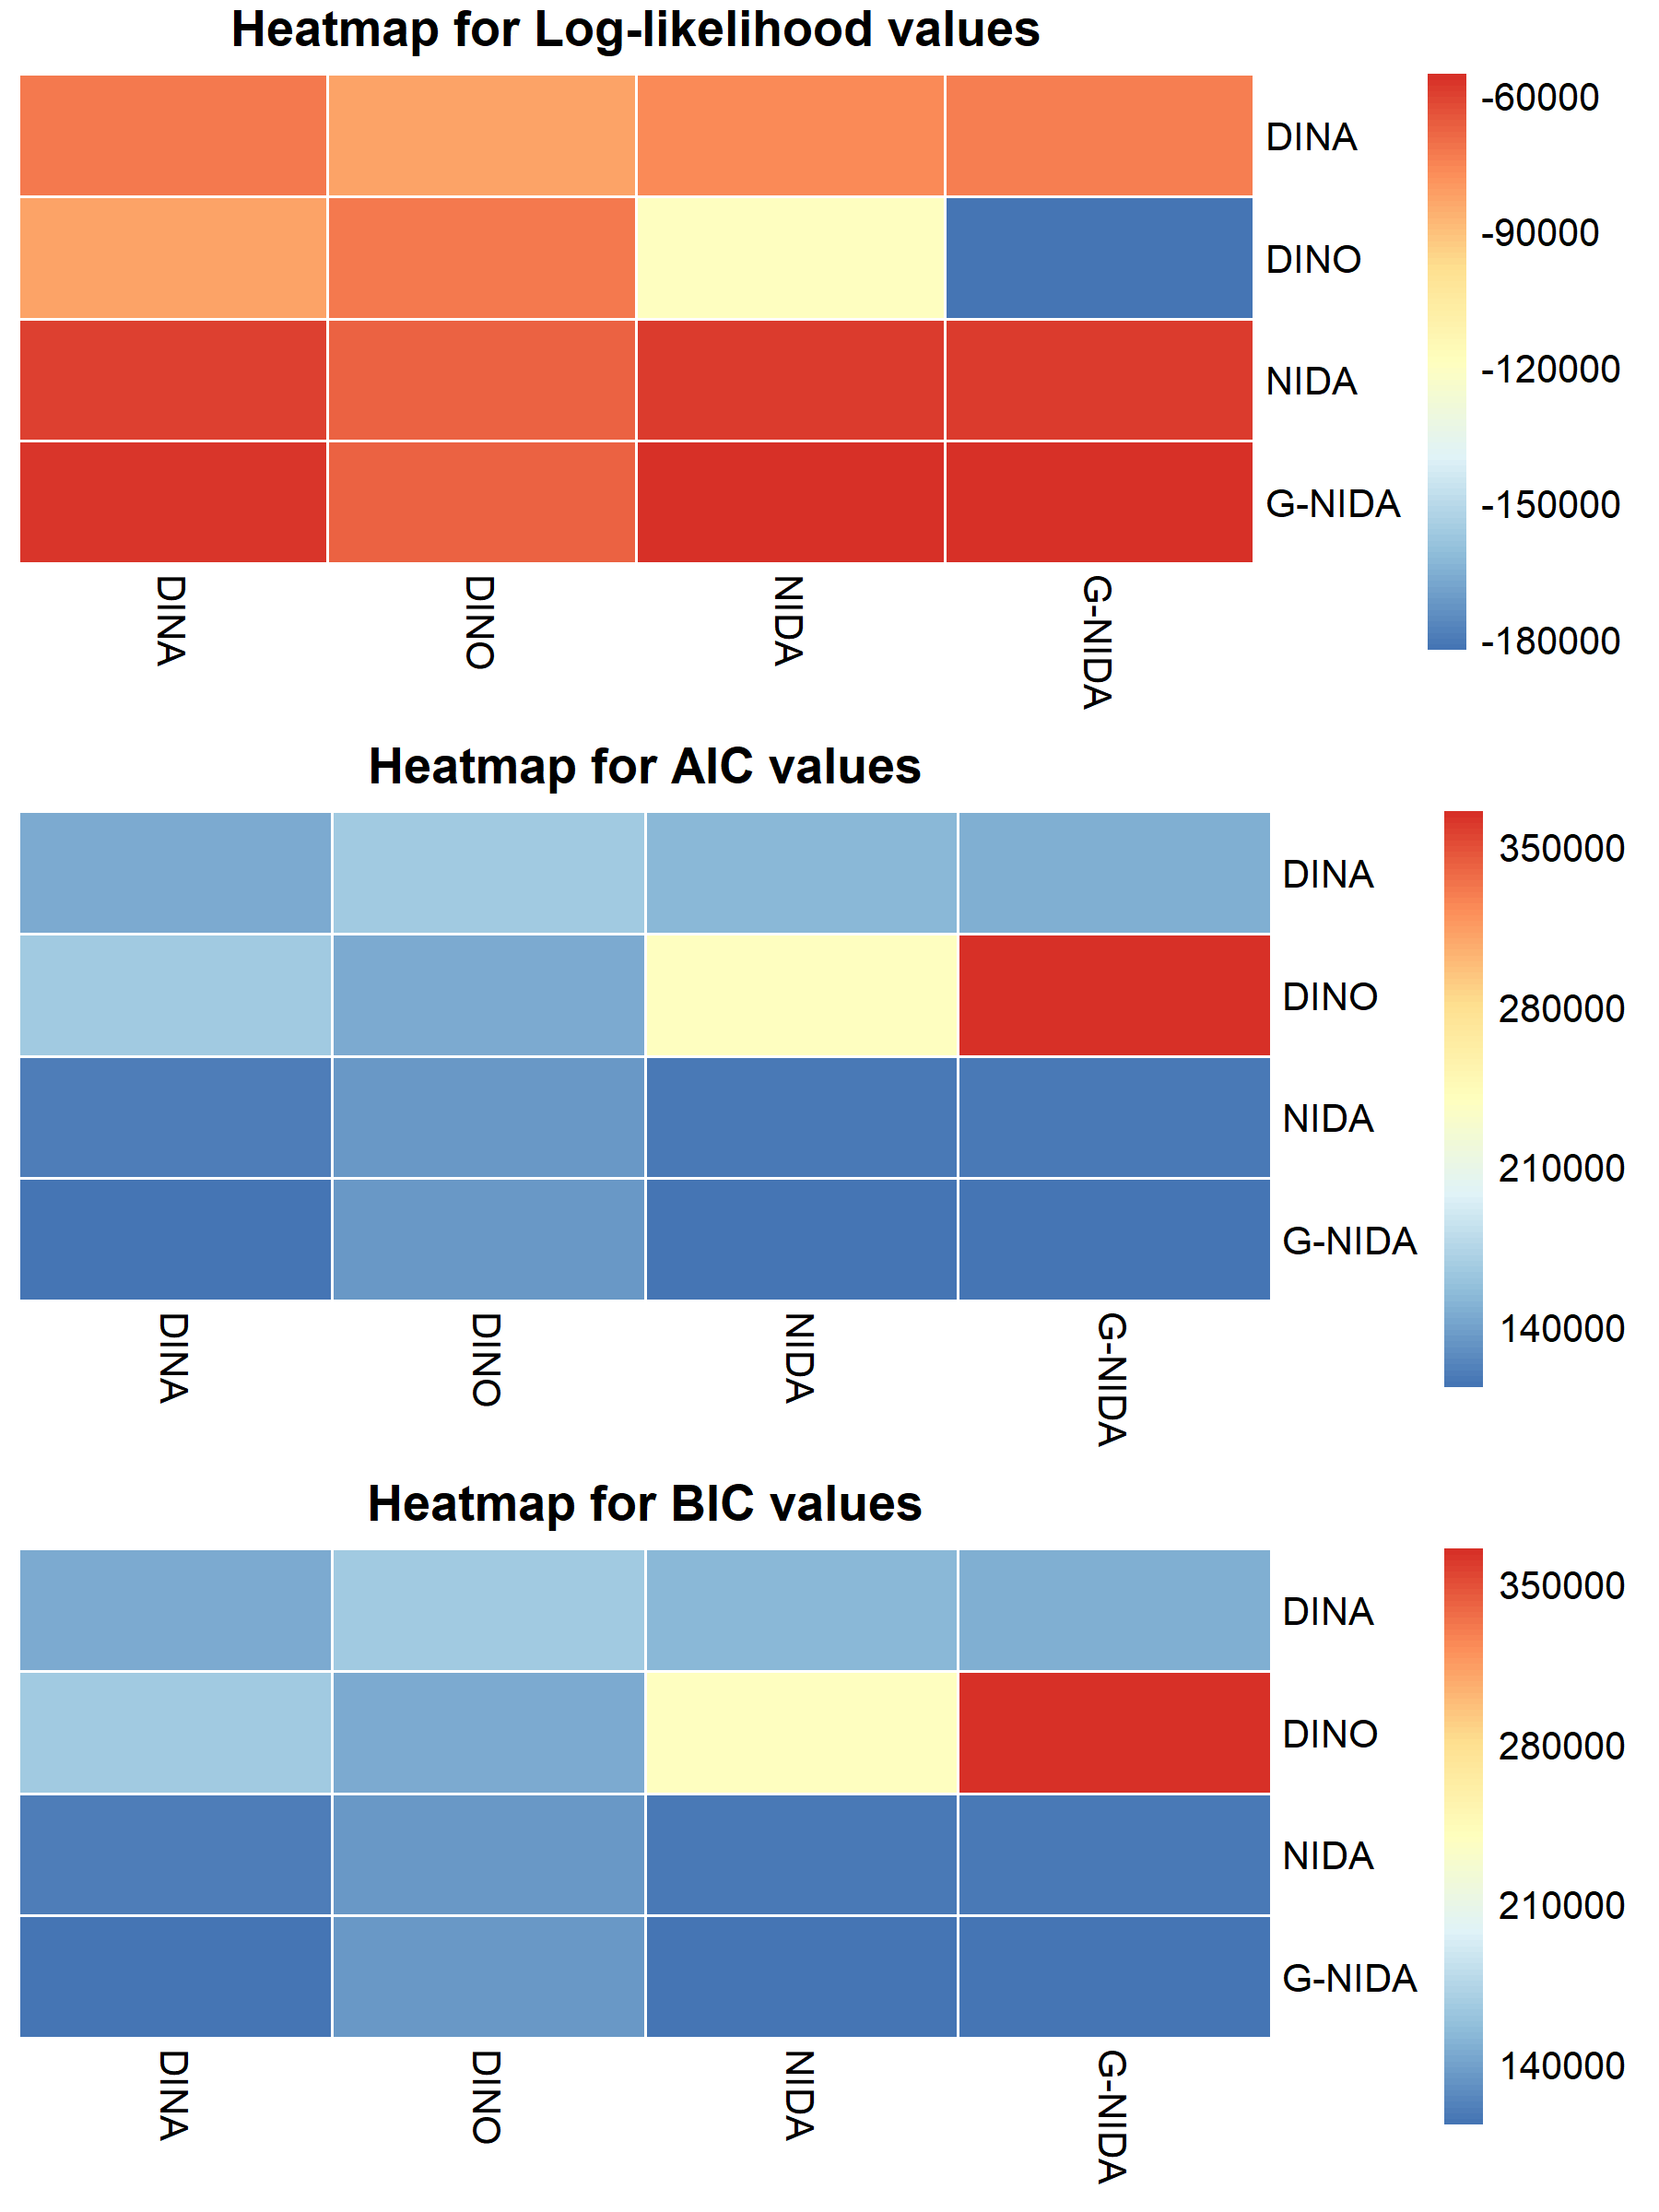 Heatmap for Log-likelihood values
-60000
DINA
-90000
DINO
-120000
NIDA
-150000
G-NIDA
-180000
DINA
DINO
NIDA
G-NIDA
Heatmap for AIC values
350000
DINA
DINO
280000
NIDA
210000
G-NIDA
140000
DINA
DINO
NIDA
G-NIDA
Heatmap for BIC values
350000
DINA
DINO
280000
NIDA
210000
G-NIDA
140000
DINA
DINO
NIDA
G-NIDA